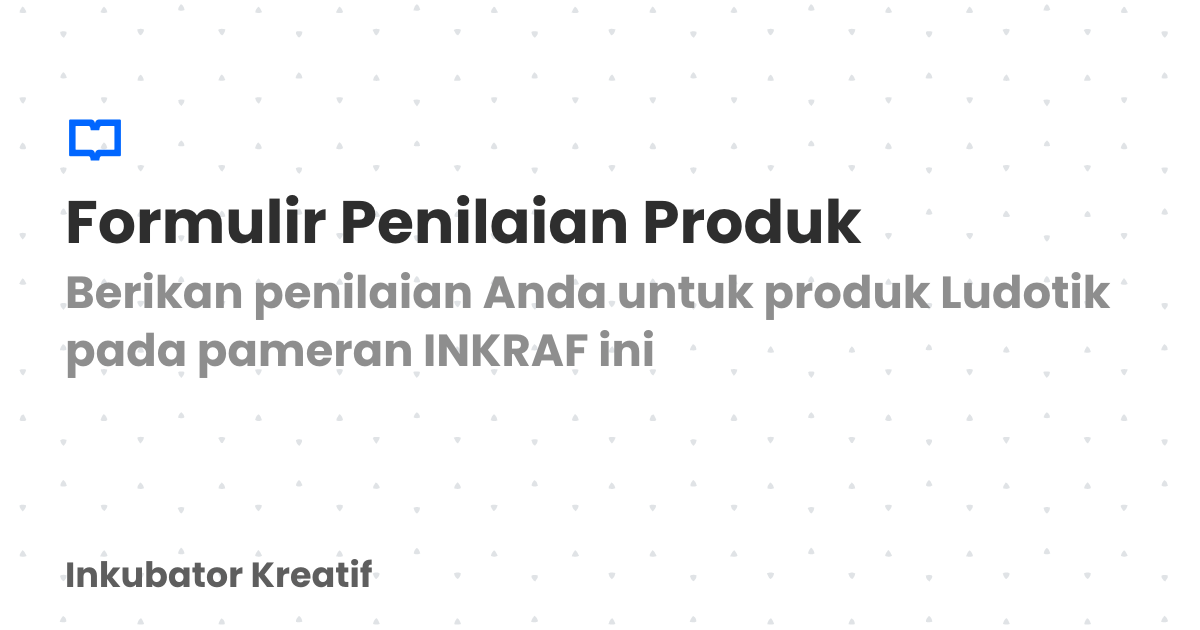 Formulir Penilaian Produk
Berikan penilaian Anda untuk produk Ludotik
pada pameran INKRAF ini
Inkubator Kreatif